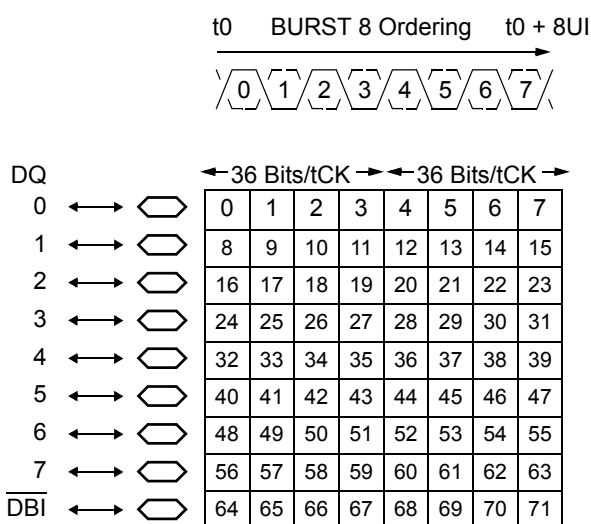 t0 BURST 8 Ordering t0 + 8UI
0 1 2 3 4 5 6 7
DQ 36 Bits/tCK 36 Bits/tCK
0 0 1 2 3 4 5 6 7
1 8 9 10 11 12 13 14 15
2 16 17 18 19 20 21 22 23
3 24 25 26 27 28 29 30 31
4 32 33 34 35 36 37 38 39
5 40 41 42 43 44 45 46 47
6 48 49 50 51 52 53 54 55
7 56 57 58 59 60 61 62 63
DBI 64 65 66 67 68 69 70 71